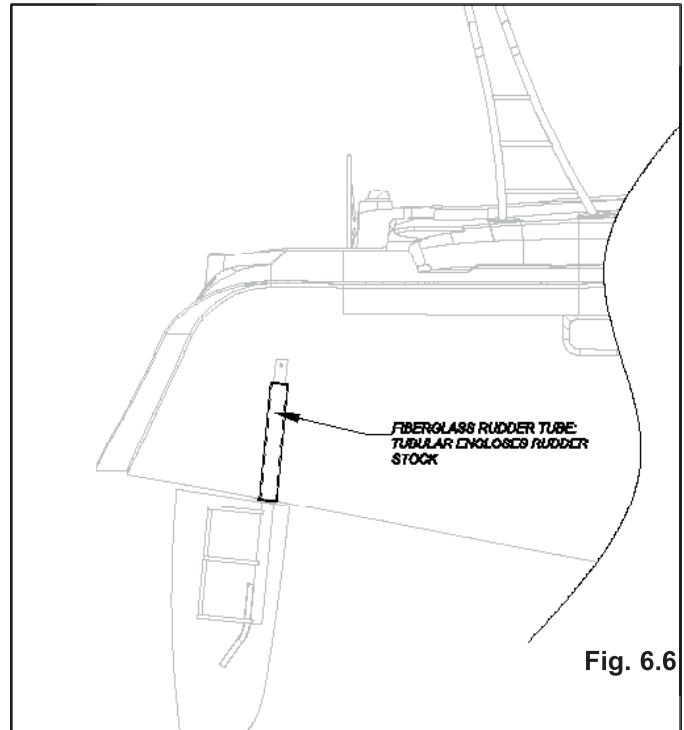 FIBERGLASS RUDDER TUBE:
TUBULAR ENCLOSES RUDDER
STOCK
Fig. 6.6